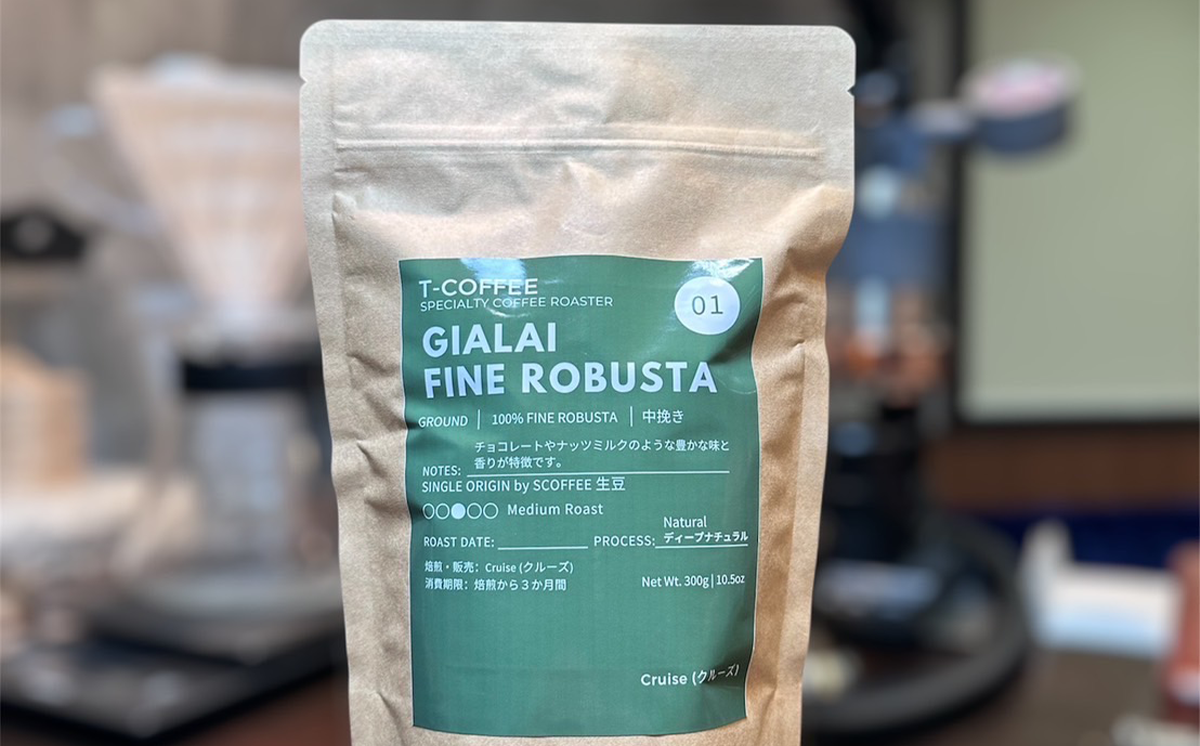 T-COFFEE
SPECIALTY COFFEE ROASTER
01
GIALAI
FINE ROBUSTA
GROUND | 100% FINE ROBUSTA | 中挽き
チョコレートやナッツミルクのような豊かな味と
香りが特徴です。
NOTES:
SINGLE ORIGIN by SCOFFEE 生豆
Medium Roast
Natural
ROAST DATE: PROCESS: ディープナチュラル
焙煎・販売: Cruise (クルーズ)
消費期限: 焙煎から3か月間
Net Wt. 300g | 10.5oz
Cruise (クルーズ)